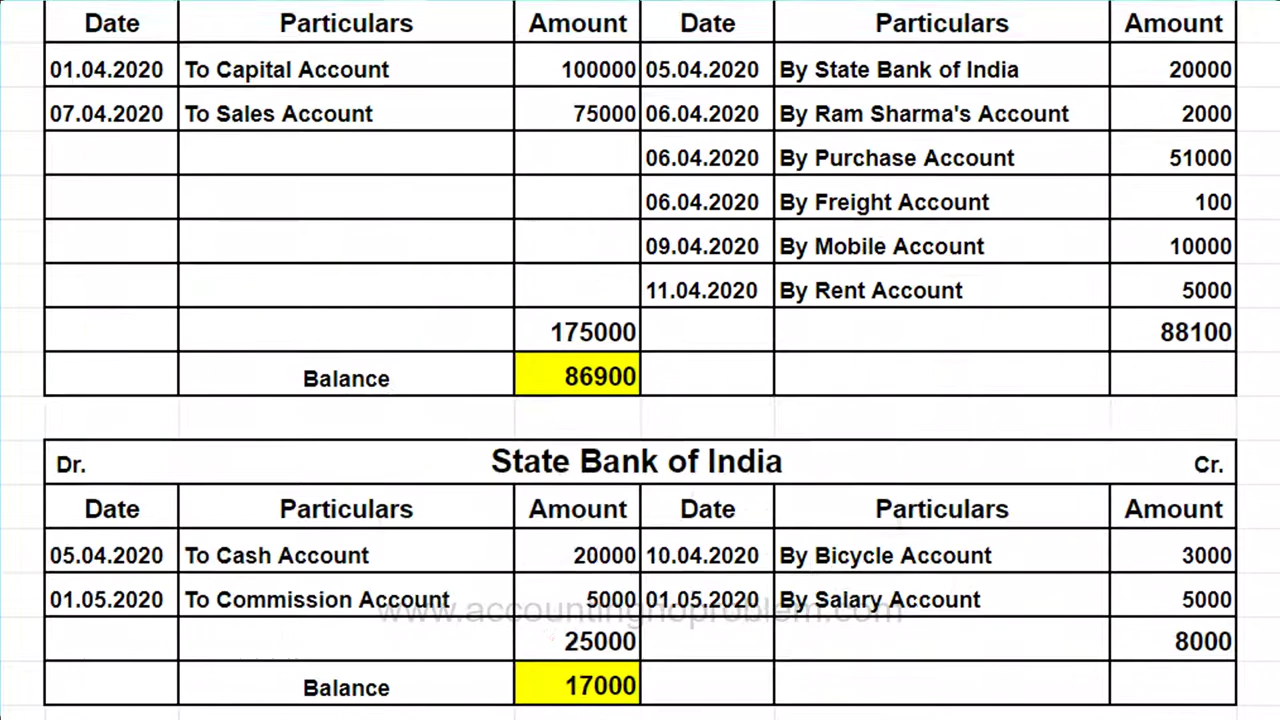 Date Particulars Amount Date Particulars Amount
01.04.2020 To Capital Account 100000 05.04.2020 By State Bank of India 20000
07.04.2020 To Sales Account 75000 06.04.2020 By Ram Sharma's Account 2000
06.04.2020 By Purchase Account 51000
06.04.2020 By Freight Account 100
09.04.2020 By Mobile Account 10000
11.04.2020 By Rent Account 5000
175000 88100
Balance 86900
Dr. State Bank of India Cr.
Date Particulars Amount Date Particulars Amount
05.04.2020 To Cash Account 20000 10.04.2020 By Bicycle Account 3000
01.05.2020 To Commission Account 5000 01.05.2020 By Salary Account 5000
www.accountingnoproblem.com
25000 8000
Balance 17000